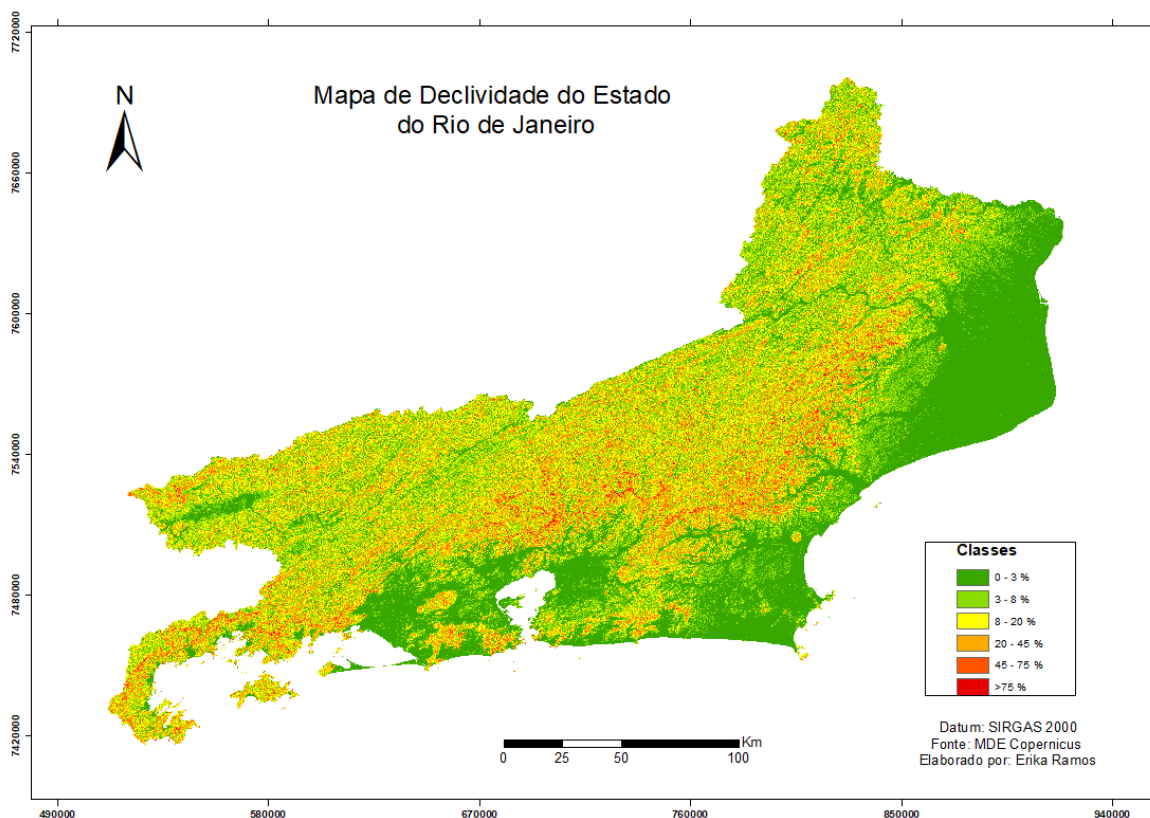 Mapa de Declividade do Estado
do Rio de Janeiro
N
7720000
7660000
7600000
7540000
7480000
7420000
Classes
0 - 3 %
3 - 8 %
8 - 20 %
20 - 45 %
45 - 75 %
>75 %
Datum: SIRGAS 2000
Fonte: MDE Copernicus
Elaborado por: Erika Ramos
Km
0 25 50 100
490000 580000 670000 760000 850000 940000